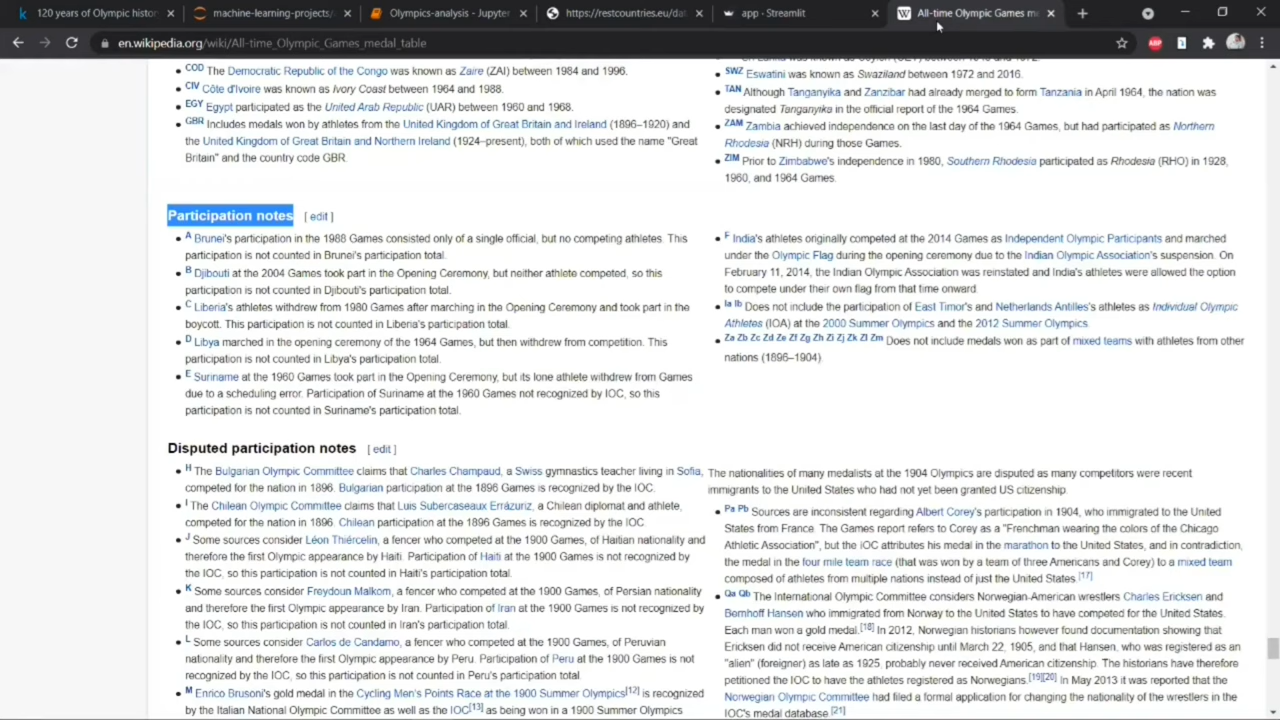 120 years of Olympic histor
machine-learning-projects/
Olympics-analysis - Jupyter
https://restcountries.eu/dat
app · Streamlit
All-time Olympic Games me
en.wikipedia.org/wiki/All-time_Olympic_Games_medal_table
ABP
COD The Democratic Republic of the Congo was known as Zaire (ZAI) between 1984 and 1996.
CIV Côte d'Ivoire was known as Ivory Coast between 1964 and 1988.
EGY Egypt participated as the United Arab Republic (UAR) between 1960 and 1968.
GBR Includes medals won by athletes from the United Kingdom of Great Britain and Ireland (1896–1920) and
the United Kingdom of Great Britain and Northern Ireland (1924–present), both of which used the name "Great
Britain" and the country code GBR.
SWZ Eswatini was known as Swaziland between 1972 and 2016.
TAN Although Tanganyika and Zanzibar had already merged to form Tanzania in April 1964, the nation was
designated Tanganyika in the official report of the 1964 Games.
ZAM Zambia achieved independence on the last day of the 1964 Games, but had participated as Northern
Rhodesia (NRH) during those Games.
ZIM Prior to Zimbabwe's independence in 1980, Southern Rhodesia participated as Rhodesia (RHO) in 1928,
1960, and 1964 Games.
Participation notes [ edit ]
A Brunei's participation in the 1988 Games consisted only of a single official, but no competing athletes. This
participation is not counted in Brunei's participation total.
B Djibouti at the 2004 Games took part in the Opening Ceremony, but neither athlete competed, so this
participation is not counted in Djibouti's participation total.
C Liberia's athletes withdrew from 1980 Games after marching in the Opening Ceremony and took part in the
boycott. This participation is not counted in Liberia's participation total.
D Libya marched in the opening ceremony of the 1964 Games, but then withdrew from competition. This
participation is not counted in Libya's participation total.
E Suriname at the 1960 Games took part in the Opening Ceremony, but its lone athlete withdrew from Games
due to a scheduling error. Participation of Suriname at the 1960 Games not recognized by IOC, so this
participation is not counted in Suriname's participation total.
F India's athletes originally competed at the 2014 Games as Independent Olympic Participants and marched
under the Olympic Flag during the opening ceremony due to the Indian Olympic Association's suspension. On
February 11, 2014, the Indian Olympic Association was reinstated and India's athletes were allowed the option
to compete under their own flag from that time onward.
Ia Ib Does not include the participation of East Timor's and Netherlands Antilles's athletes as Individual Olympic
Athletes (IOA) at the 2000 Summer Olympics and the 2012 Summer Olympics.
Za Zb Zc Zd Ze Zf Zg Zh Zi Zj Zk Zl Zm Does not include medals won as part of mixed teams with athletes from other
nations (1896–1904).
Disputed participation notes [ edit ]
H The Bulgarian Olympic Committee claims that Charles Champaud, a Swiss gymnastics teacher living in Sofia,
competed for the nation in 1896. Bulgarian participation at the 1896 Games is recognized by the IOC.
I The Chilean Olympic Committee claims that Luis Subercaseaux Errázuriz, a Chilean diplomat and athlete,
competed for the nation in 1896. Chilean participation at the 1896 Games is recognized by the IOC.
J Some sources consider Léon Thiércelin, a fencer who competed at the 1900 Games, of Haitian nationality and
therefore the first Olympic appearance by Haiti. Participation of Haiti at the 1900 Games is not recognized by
the IOC, so this participation is not counted in Haiti's participation total.
K Some sources consider Freydoun Malkom, a fencer who competed at the 1900 Games, of Persian nationality
and therefore the first Olympic appearance by Iran. Participation of Iran at the 1900 Games is not recognized by
the IOC, so this participation is not counted in Iran's participation total.
L Some sources consider Carlos de Candamo, a fencer who competed at the 1900 Games, of Peruvian
nationality and therefore the first Olympic appearance by Peru. Participation of Peru at the 1900 Games is not
recognized by the IOC, so this participation is not counted in Peru's participation total.
M Enrico Brusoni's gold medal in the Cycling Men's Points Race at the 1900 Summer Olympics[12] is recognized
by the Italian National Olympic Committee as well as the IOC[13] as being won in a 1900 Summer Olympics
The nationalities of many medalists at the 1904 Olympics are disputed as many competitors were recent
immigrants to the United States who had not yet been granted US citizenship.
Pa Pb Sources are inconsistent regarding Albert Corey's participation in 1904, who immigrated to the United
States from France. The Games report refers to Corey as a "Frenchman wearing the colors of the Chicago
Athletic Association", but the IOC attributes his medal in the marathon to the United States, and in contradiction,
the medal in the four mile team race (that was won by a team of three Americans and Corey) to a mixed team
composed of athletes from multiple nations instead of just the United States.[17]
Qa Qb The International Olympic Committee considers Norwegian-American wrestlers Charles Ericksen and
Bernhoff Hansen who immigrated from Norway to the United States to have competed for the United States.
Each man won a gold medal.[18] In 2012, Norwegian historians however found documentation showing that
Ericksen did not receive American citizenship until March 22, 1905, and that Hansen, who was registered as an
"alien" (foreigner) as late as 1925, probably never received American citizenship. The historians have therefore
petitioned the IOC to have the athletes registered as Norwegians.[19][20] In May 2013 it was reported that the
Norwegian Olympic Committee had filed a formal application for changing the nationality of the wrestlers in the
IOC's medal database.[21]